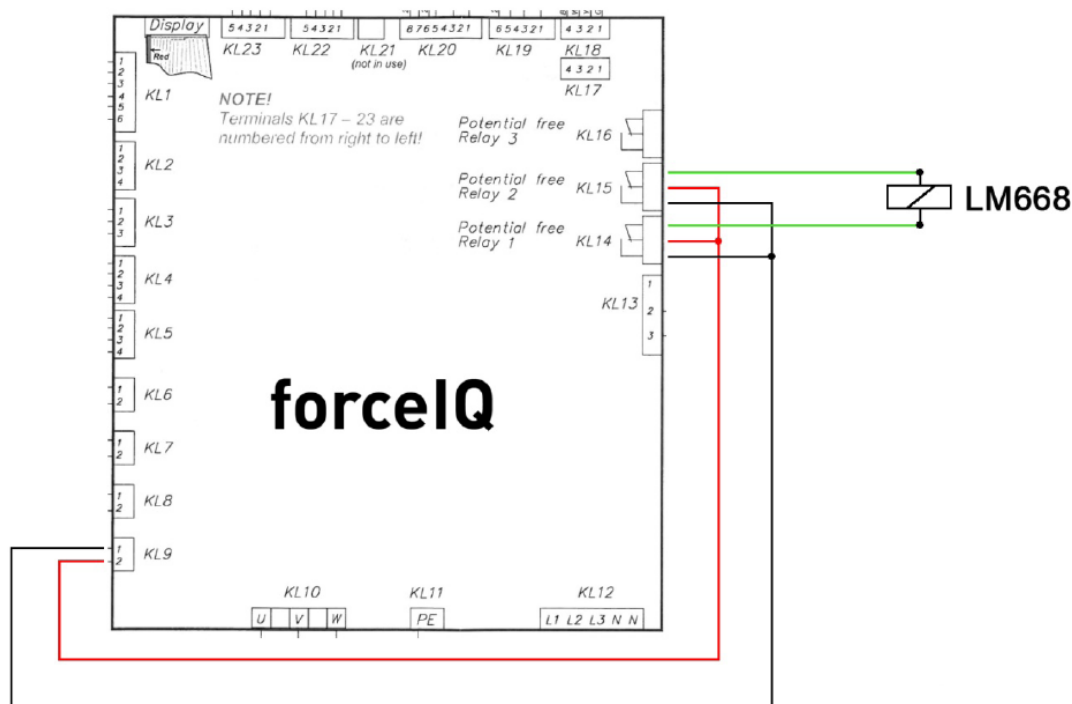 Display
54321
54321
87654321
654321
4321
KL23
KL22
KL21
(not in use)
KL20
KL19
KL18
Red
4321
KL17
1
2
3
4
5
6
KL1
NOTE!
Terminals KL17 – 23 are
numbered from right to left!
Potential free
Relay 3
KL16
1
2
3
4
KL2
Potential free
Relay 2
KL15
LM668
1
2
3
KL3
Potential free
Relay 1
KL14
1
2
3
4
KL4
KL13
1
2
3
1
2
3
4
KL5
forceIQ
1
2
KL6
1
2
KL7
1
2
KL8
1
2
KL9
KL10
KL11
KL12
U
V
W
PE
L1 L2 L3 N N